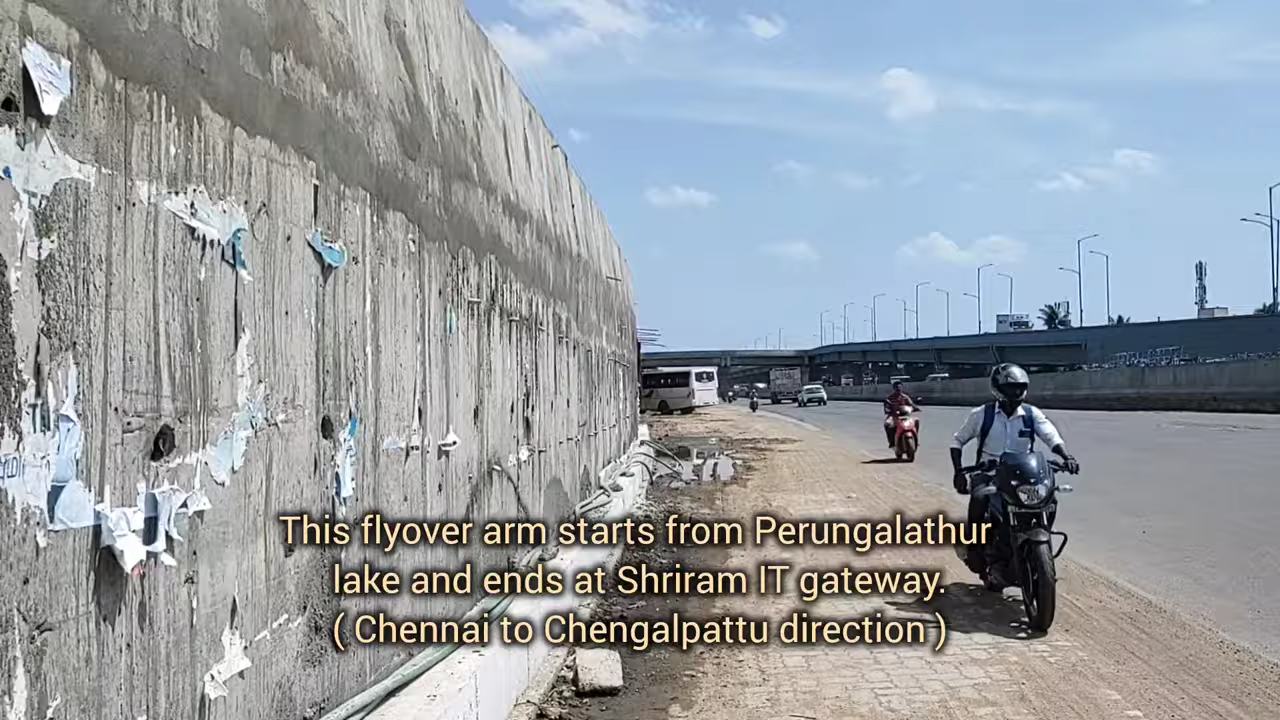 This flyover arm starts from Perungalathur
lake and ends at Shriram IT gateway.
( Chennai to Chengalpattu direction )